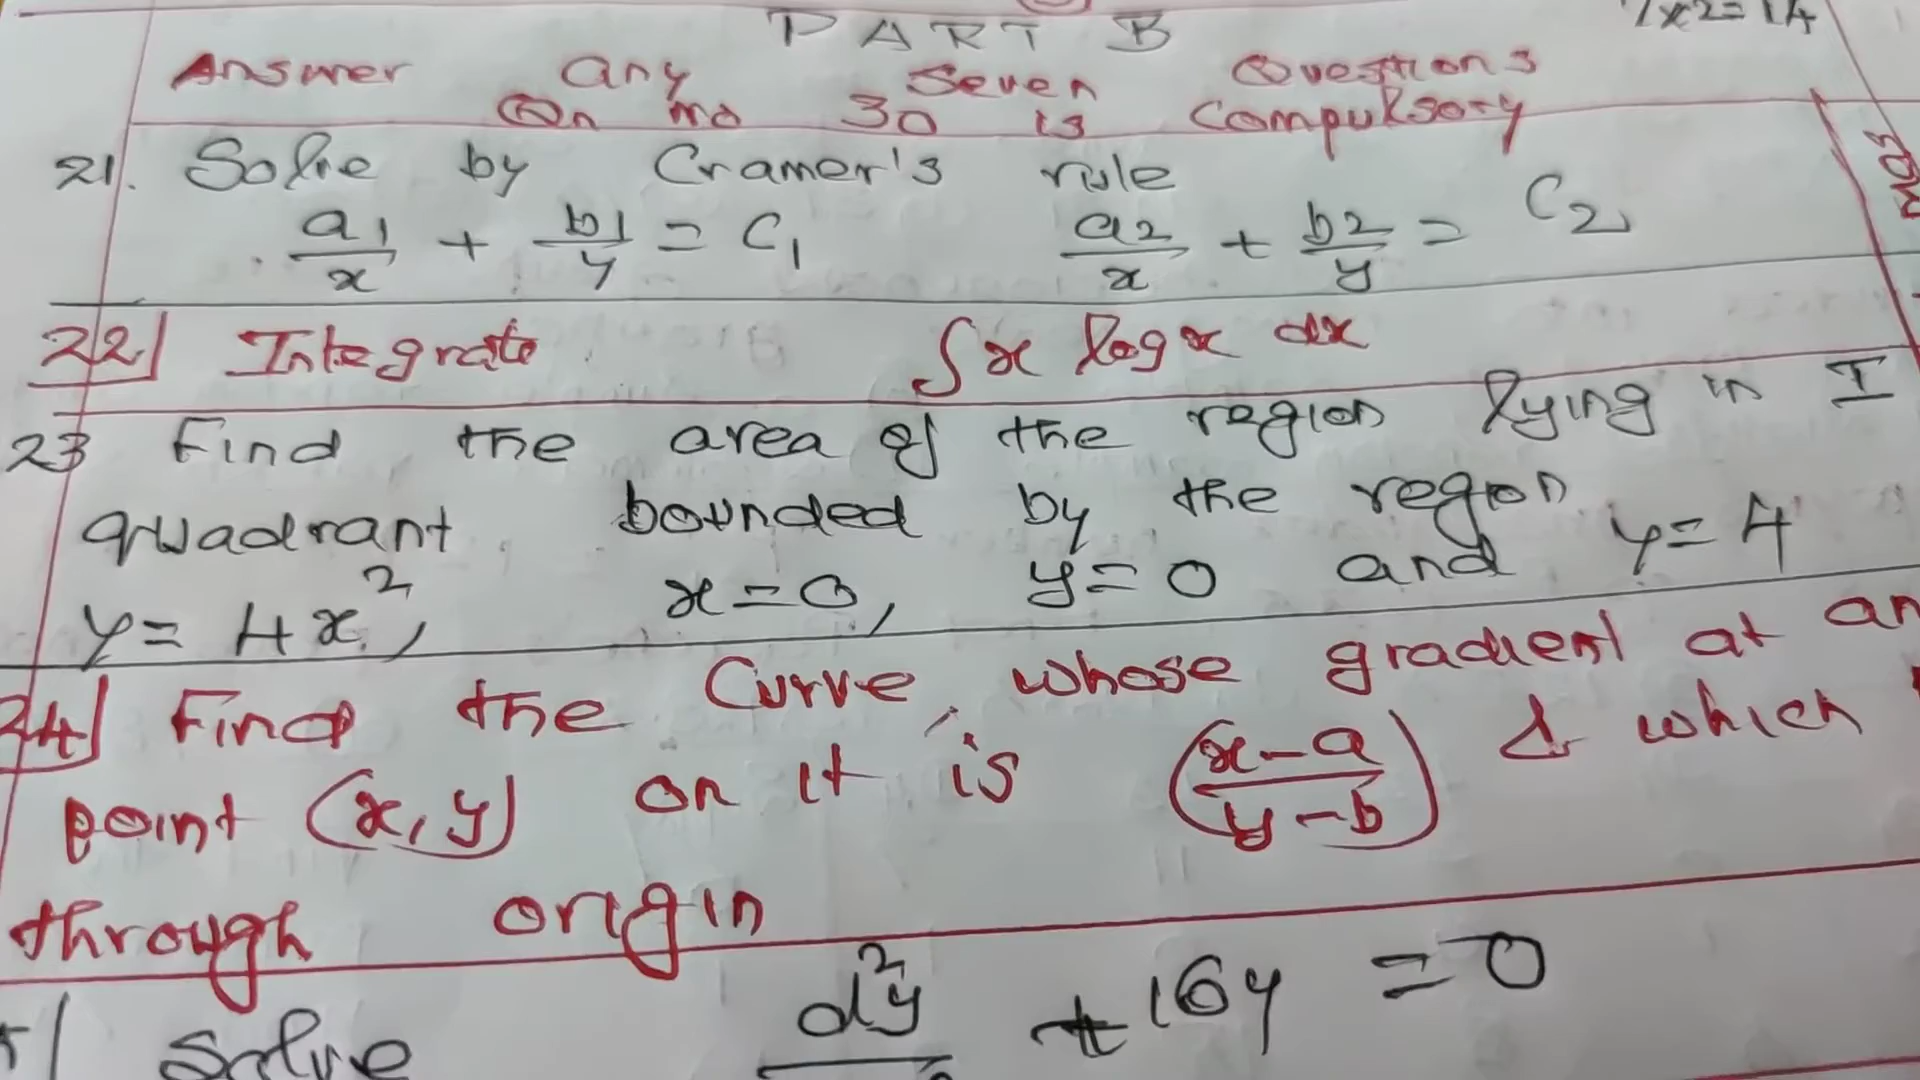 7x2=14
PART B
Answer any Seven Questions
Qn no 30 is Compulsory
21. Solve by Cramer's rule
a1/x + b1/y = C1 a2/x + b2/y = C2
22 Integrate ∫x logx dx
23 Find the area of the region lying in I
quadrant bounded by the region
y=4x², x=0, y=0 and y=4
24 Find the Curve, whose gradient at an
point (x,y) on it is (x-a/y-b) & which
through origin
Solve d²y + 16y = 0